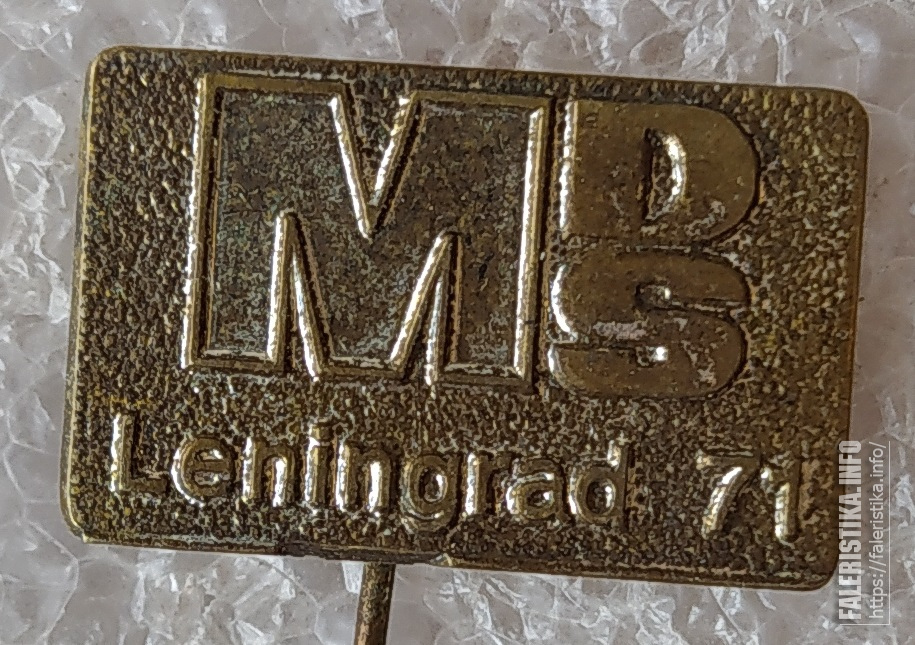 MDS
Leningrad 71
FALERISTIKA.INFO
https://faleristika.info/